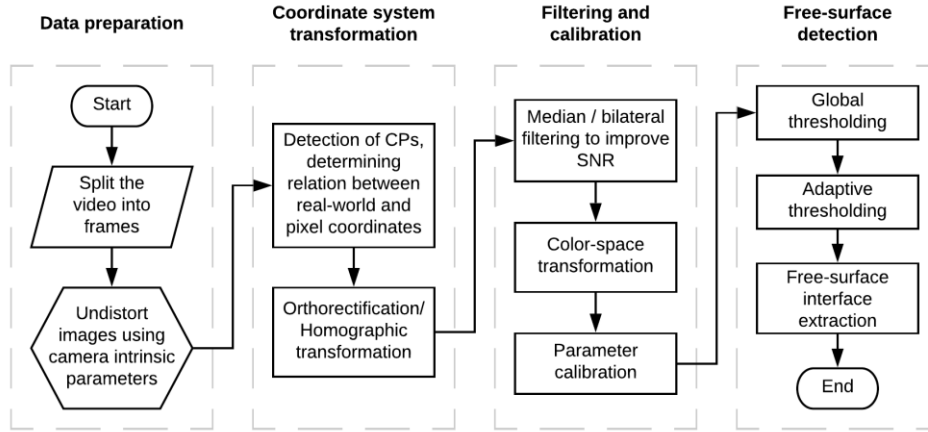 Data preparation
Start
Split the
video into
frames
Undistort
images using
camera intrinsic
parameters
Coordinate system
transformation
Detection of CPs,
determining
relation between
real-world and
pixel coordinates
Orthorectification/
Homographic
transformation
Filtering and
calibration
Median / bilateral
filtering to improve
SNR
Color-space
transformation
Parameter
calibration
Free-surface
detection
Global
thresholding
Adaptive
thresholding
Free-surface
interface
extraction
End